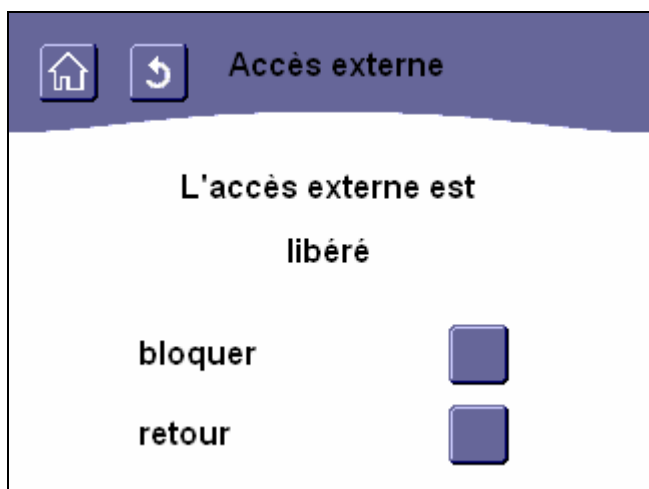 Accès externe
L'accès externe est
libéré
bloquer
retour